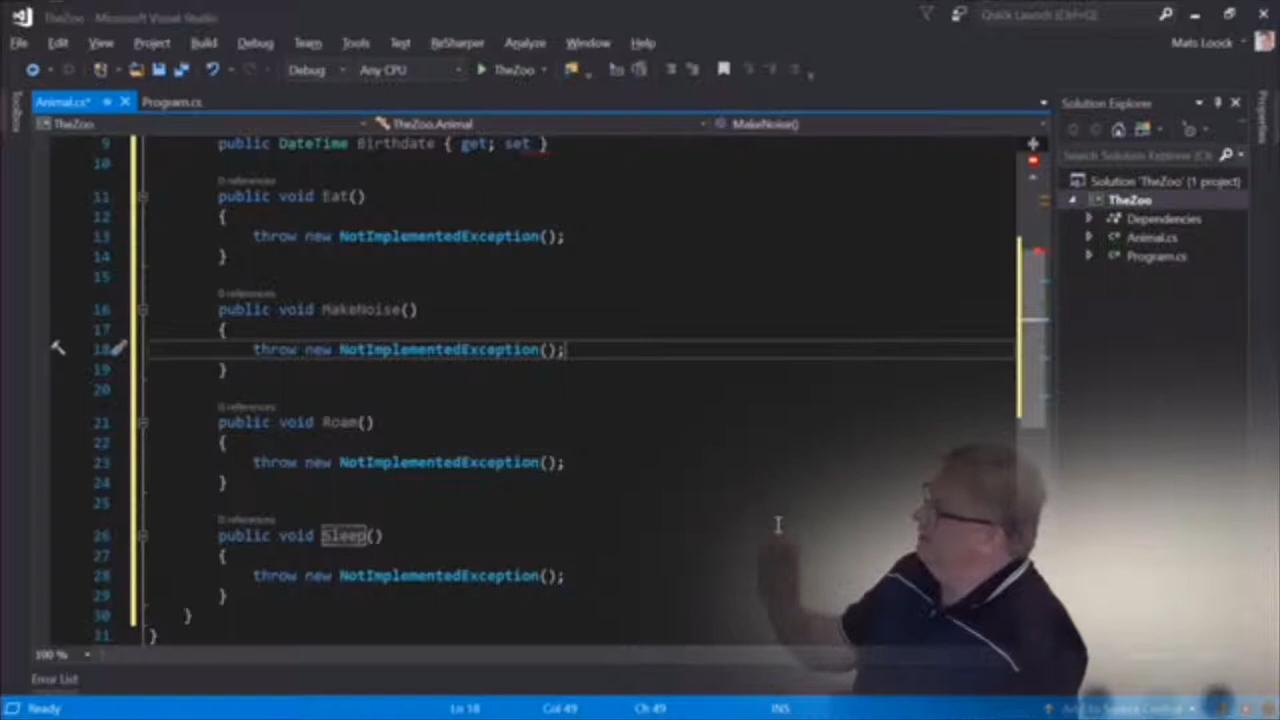 TheZoo - Microsoft Visual Studio
Quick Launch (Ctrl+Q)
File Edit View Project Build Debug Team Tools Test ReSharper Analyze Window Help
Mats Loock
Debug Any CPU TheZoo
Toolbox
Animal.cs* Program.cs
Solution Explorer
Properties
TheZoo TheZoo.Animal MakeNoise()
9 public DateTime Birthdate { get; set }
10
0 references
11 public void Eat()
12 {
13 throw new NotImplementedException();
14 }
15
0 references
16 public void MakeNoise()
17 {
18 throw new NotImplementedException();
19 }
20
0 references
21 public void Roam()
22 {
23 throw new NotImplementedException();
24 }
25
0 references
26 public void Sleep()
27 {
28 throw new NotImplementedException();
29 }
30 }
31 }
Search Solution Explorer (Ctrl
Solution 'TheZoo' (1 project)
TheZoo
Dependencies
Animal.cs
Program.cs
100 %
Error List
Ready Ln 18 Col 49 Ch 49 INS Add to Source Control